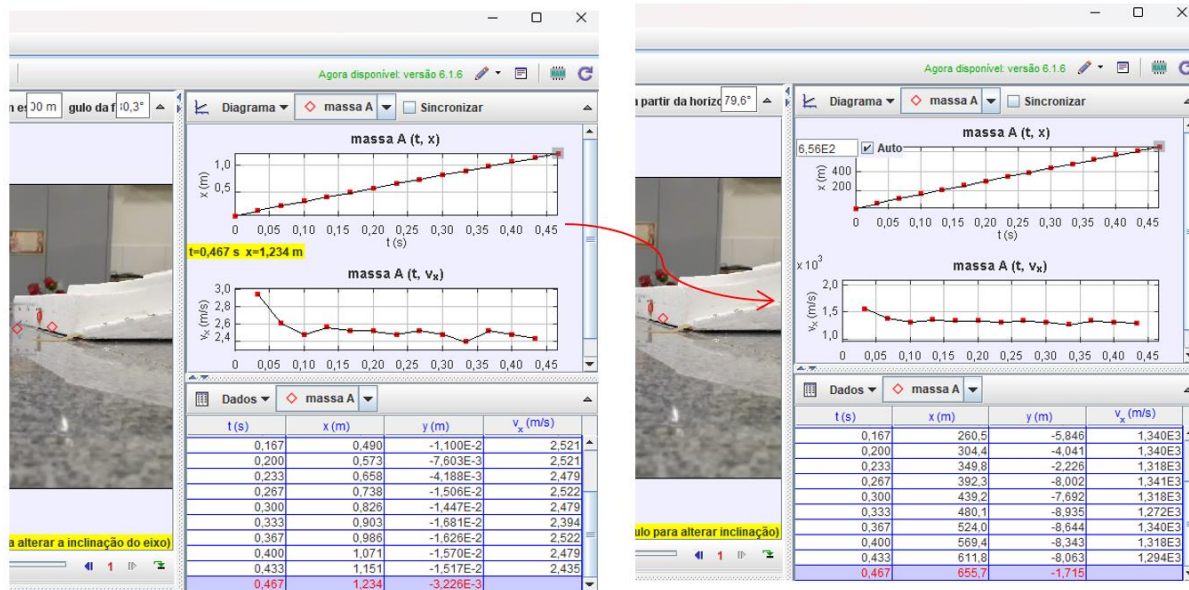 Agora disponível: versão 6.1.6
00 m gulo da f 0,3°
Diagrama massa A Sincronizar
massa A (t, x)
1,0
0,5
x (m)
0 0,05 0,10 0,15 0,20 0,25 0,30 0,35 0,40 0,45
t (s)
t=0,467 s x=1,234 m
massa A (t, vₓ)
3,0
2,8
2,6
2,4
vₓ (m/s)
0 0,05 0,10 0,15 0,20 0,25 0,30 0,35 0,40 0,45
Dados massa A
t (s) x (m) y (m) vₓ (m/s)
0,167 0,490 -1,100E-2 2,521
0,200 0,573 -7,603E-3 2,521
0,233 0,658 -4,188E-3 2,479
0,267 0,738 -1,506E-2 2,522
0,300 0,826 -1,447E-2 2,479
0,333 0,903 -1,681E-2 2,394
0,367 0,986 -1,626E-2 2,522
0,400 1,071 -1,570E-2 2,479
0,433 1,151 -1,517E-2 2,435
0,467 1,234 -3,226E-3
a alterar a inclinação do eixo)
1
Agora disponível: versão 6.1.6
partir da horizo 79,6°
Diagrama massa A Sincronizar
massa A (t, x)
6,56E2 Auto
400
200
x (m)
0 0,05 0,10 0,15 0,20 0,25 0,30 0,35 0,40 0,45
t (s)
x 10³
massa A (t, vₓ)
2,0
1,5
1,0
vₓ (m/s)
0 0,05 0,10 0,15 0,20 0,25 0,30 0,35 0,40 0,45
Dados massa A
t (s) x (m) y (m) vₓ (m/s)
0,167 260,5 -5,846 1,340E3
0,200 304,4 -4,041 1,340E3
0,233 349,8 -2,226 1,318E3
0,267 392,3 -8,002 1,341E3
0,300 439,2 -7,692 1,318E3
0,333 480,1 -8,935 1,272E3
0,367 524,0 -8,644 1,340E3
0,400 569,4 -8,343 1,318E3
0,433 611,8 -8,063 1,294E3
0,467 655,7 -1,715
ulo para alterar inclinação)
1